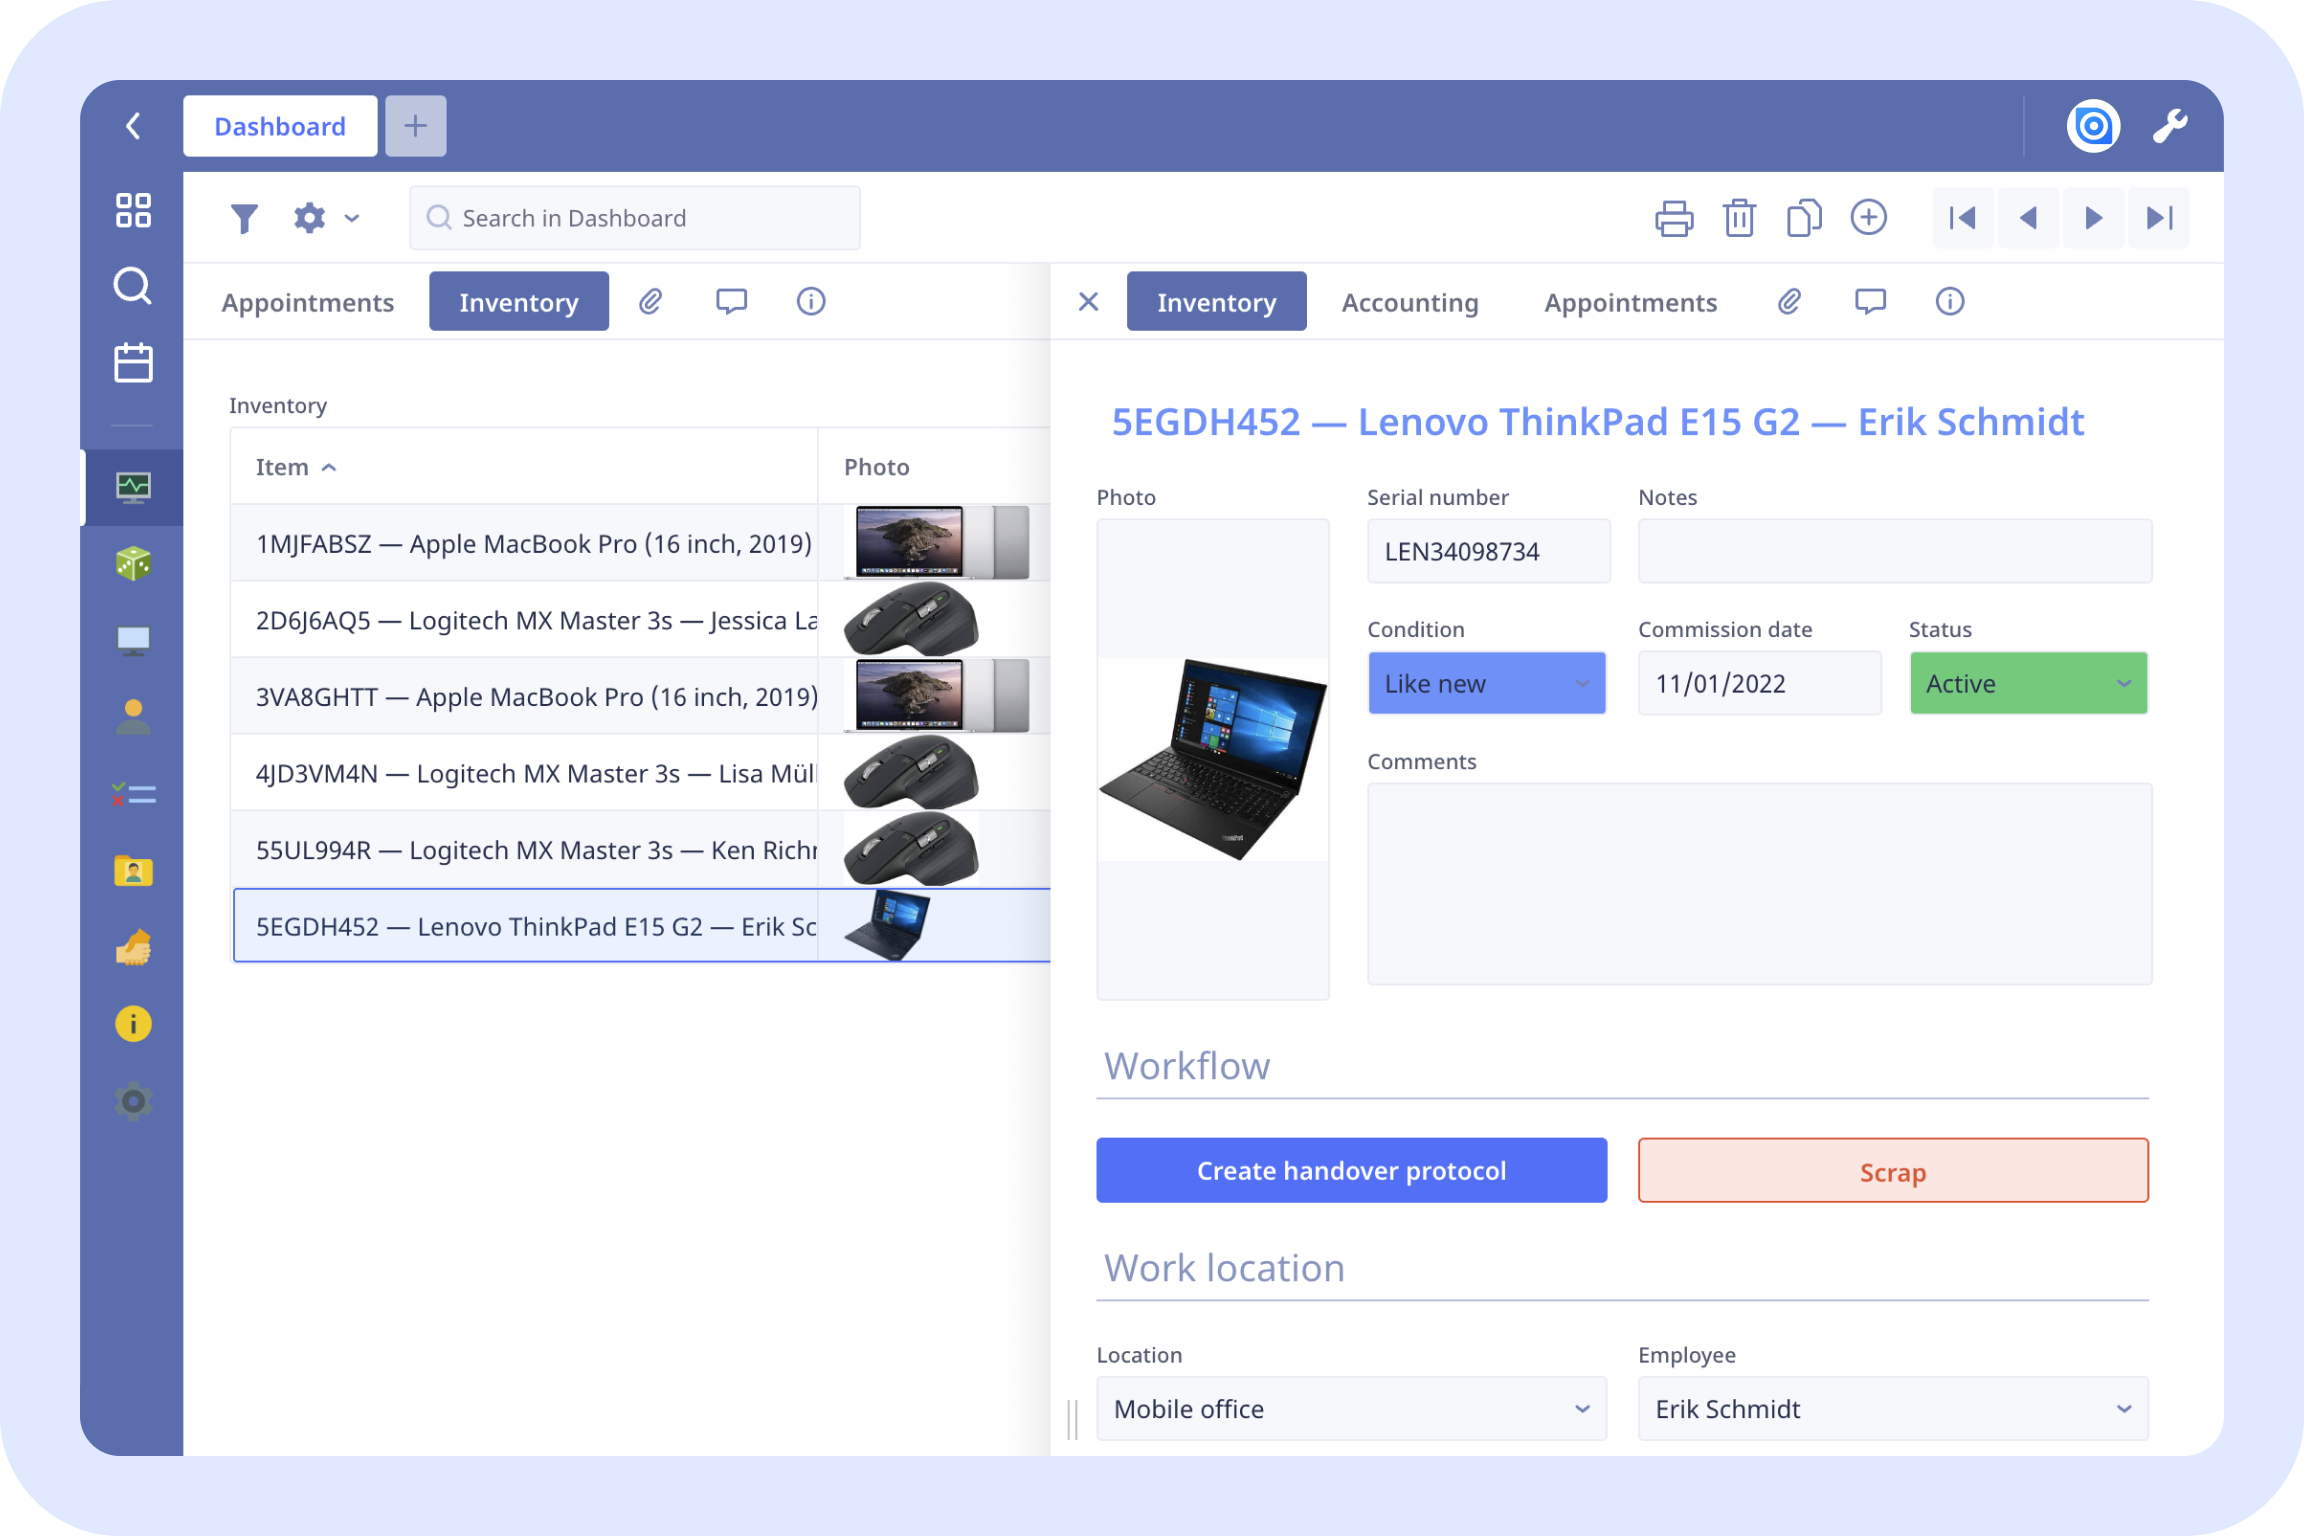 Dashboard
Search in Dashboard
Appointments
Inventory
Inventory
Item
Photo
1MJFABSZ — Apple MacBook Pro (16 inch, 2019)
2D6J6AQ5 — Logitech MX Master 3s — Jessica La
3VA8GHTT — Apple MacBook Pro (16 inch, 2019)
4JD3VM4N — Logitech MX Master 3s — Lisa Mül
55UL994R — Logitech MX Master 3s — Ken Rich
5EGDH452 — Lenovo ThinkPad E15 G2 — Erik Sc
Inventory
Accounting
Appointments
5EGDH452 — Lenovo ThinkPad E15 G2 — Erik Schmidt
Photo
Serial number
Notes
LEN34098734
Condition
Commission date
Status
Like new
11/01/2022
Active
Comments
ThinkPad
Workflow
Create handover protocol
Scrap
Work location
Location
Employee
Mobile office
Erik Schmidt